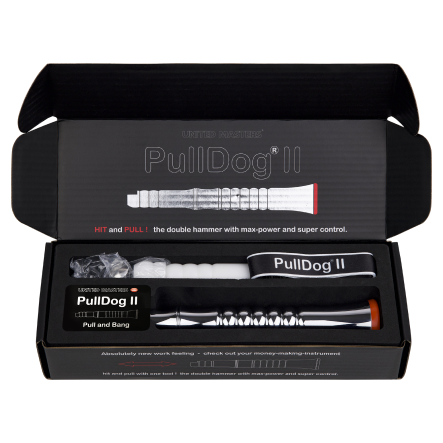 UNITED MASTERS
PullDog® II
HIT and PULL ! the double hammer with max-power and super control.
PullDog® II
UNITED MASTERS
PullDog II
Pull and Bang
Absolutely new work feeling - check out your money-making-instrument
hit and pull with one tool ! the double hammer with max-power and super control.